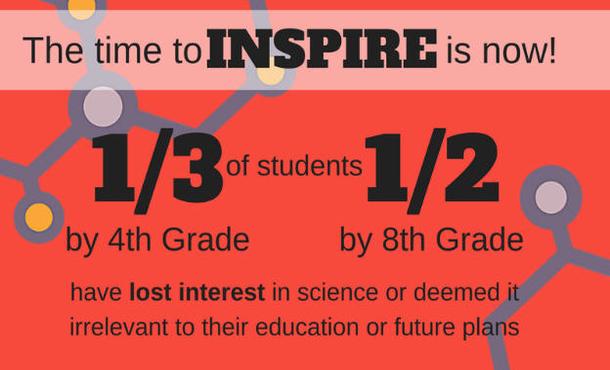 The time to INSPIRE is now!
1/3 of students 1/2
by 4th Grade by 8th Grade
have lost interest in science or deemed it
irrelevant to their education or future plans